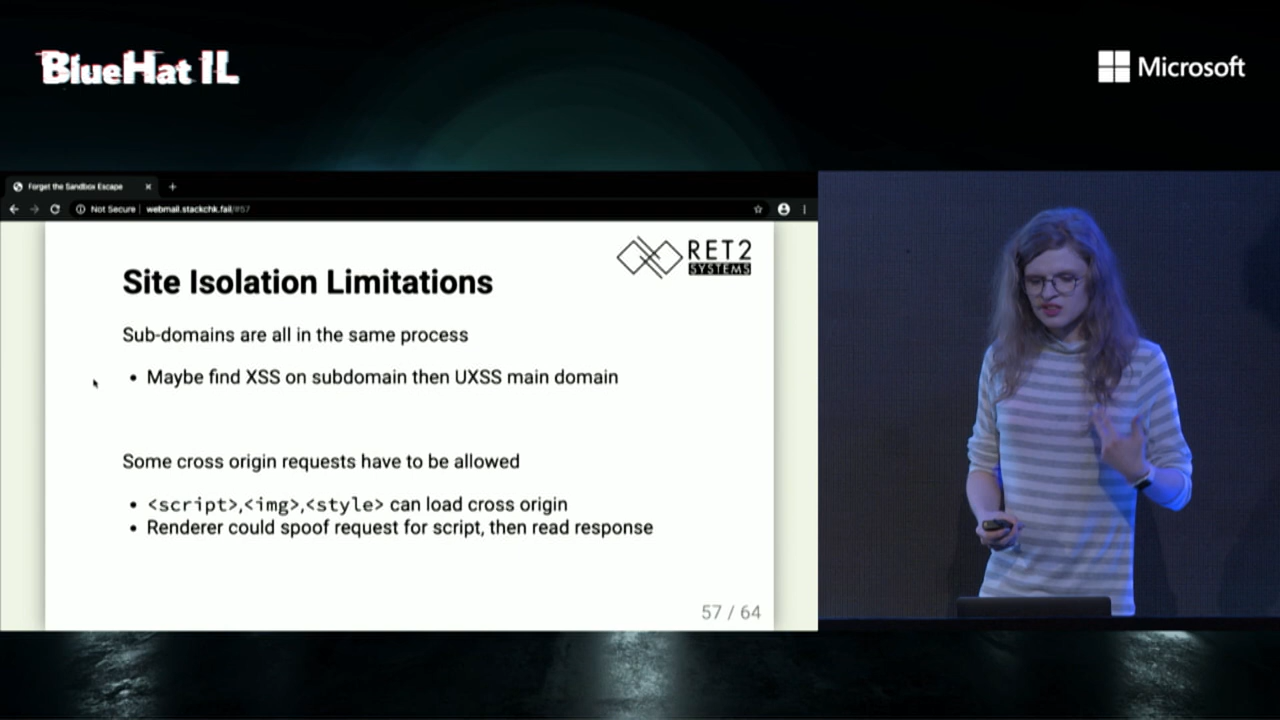 BlueHat IL
Microsoft
Forget the Sandbox Escape
Not Secure | webmail.stackchk.fail/#57
RET2
SYSTEMS
Site Isolation Limitations
Sub-domains are all in the same process
• Maybe find XSS on subdomain then UXSS main domain
Some cross origin requests have to be allowed
• <script>,<img>,<style> can load cross origin
• Renderer could spoof request for script, then read response
57 / 64